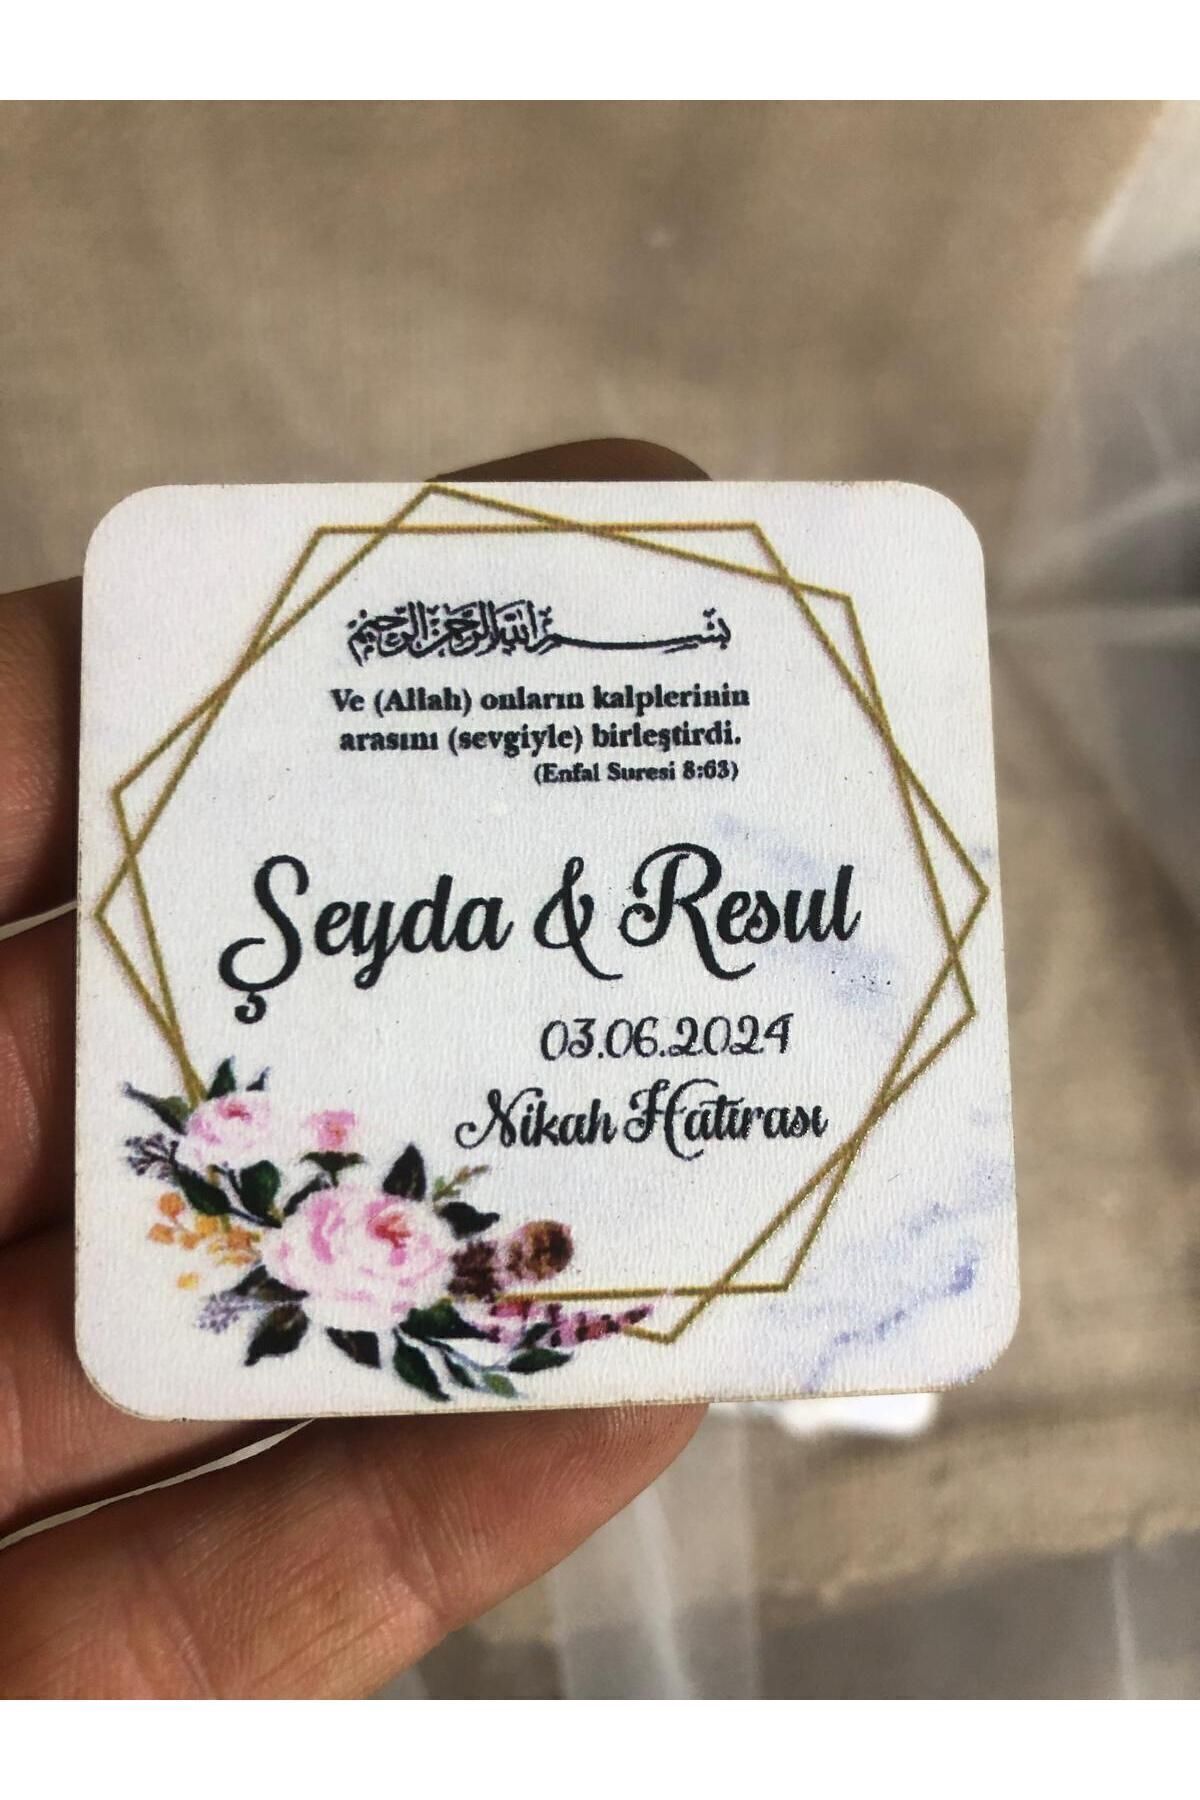 بسم الله الرحمن الرحيم
Ve (Allah) onların kalplerinin
arasını (sevgiyle) birleştirdi.
(Enfal Suresi 8:63)
Şeyda & Resul
03.06.2024
Nikah Hatırası